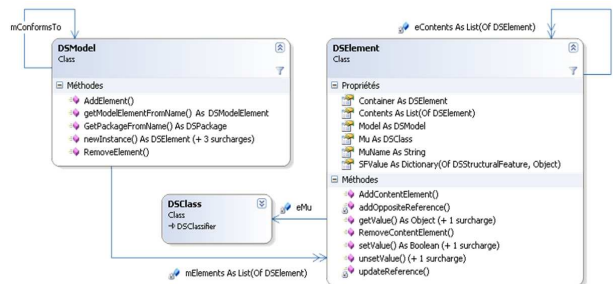 mConformsTo
DSModel
Class
Méthodes
AddElement()
getModelElementFromName() As DSModelElement
GetPackageFromName() As DSPackage
newInstance() As DSElement (+ 3 surcharges)
RemoveElement()
eContents As List(Of DSElement)
DSElement
Class
Propriétés
Container As DSElement
Contents As List(Of DSElement)
Model As DSModel
Mu As DSClass
MuName As String
SFValue As Dictionary(Of DSStructuralFeature, Object)
Méthodes
AddContentElement()
addOppositeReference()
getValue() As Object (+ 1 surcharge)
RemoveContentElement()
setValue() As Boolean (+ 1 surcharge)
unsetValue() (+ 1 surcharge)
updateReference()
DSClass
Class
DSClassifier
eMu
mElements As List(Of DSElement)